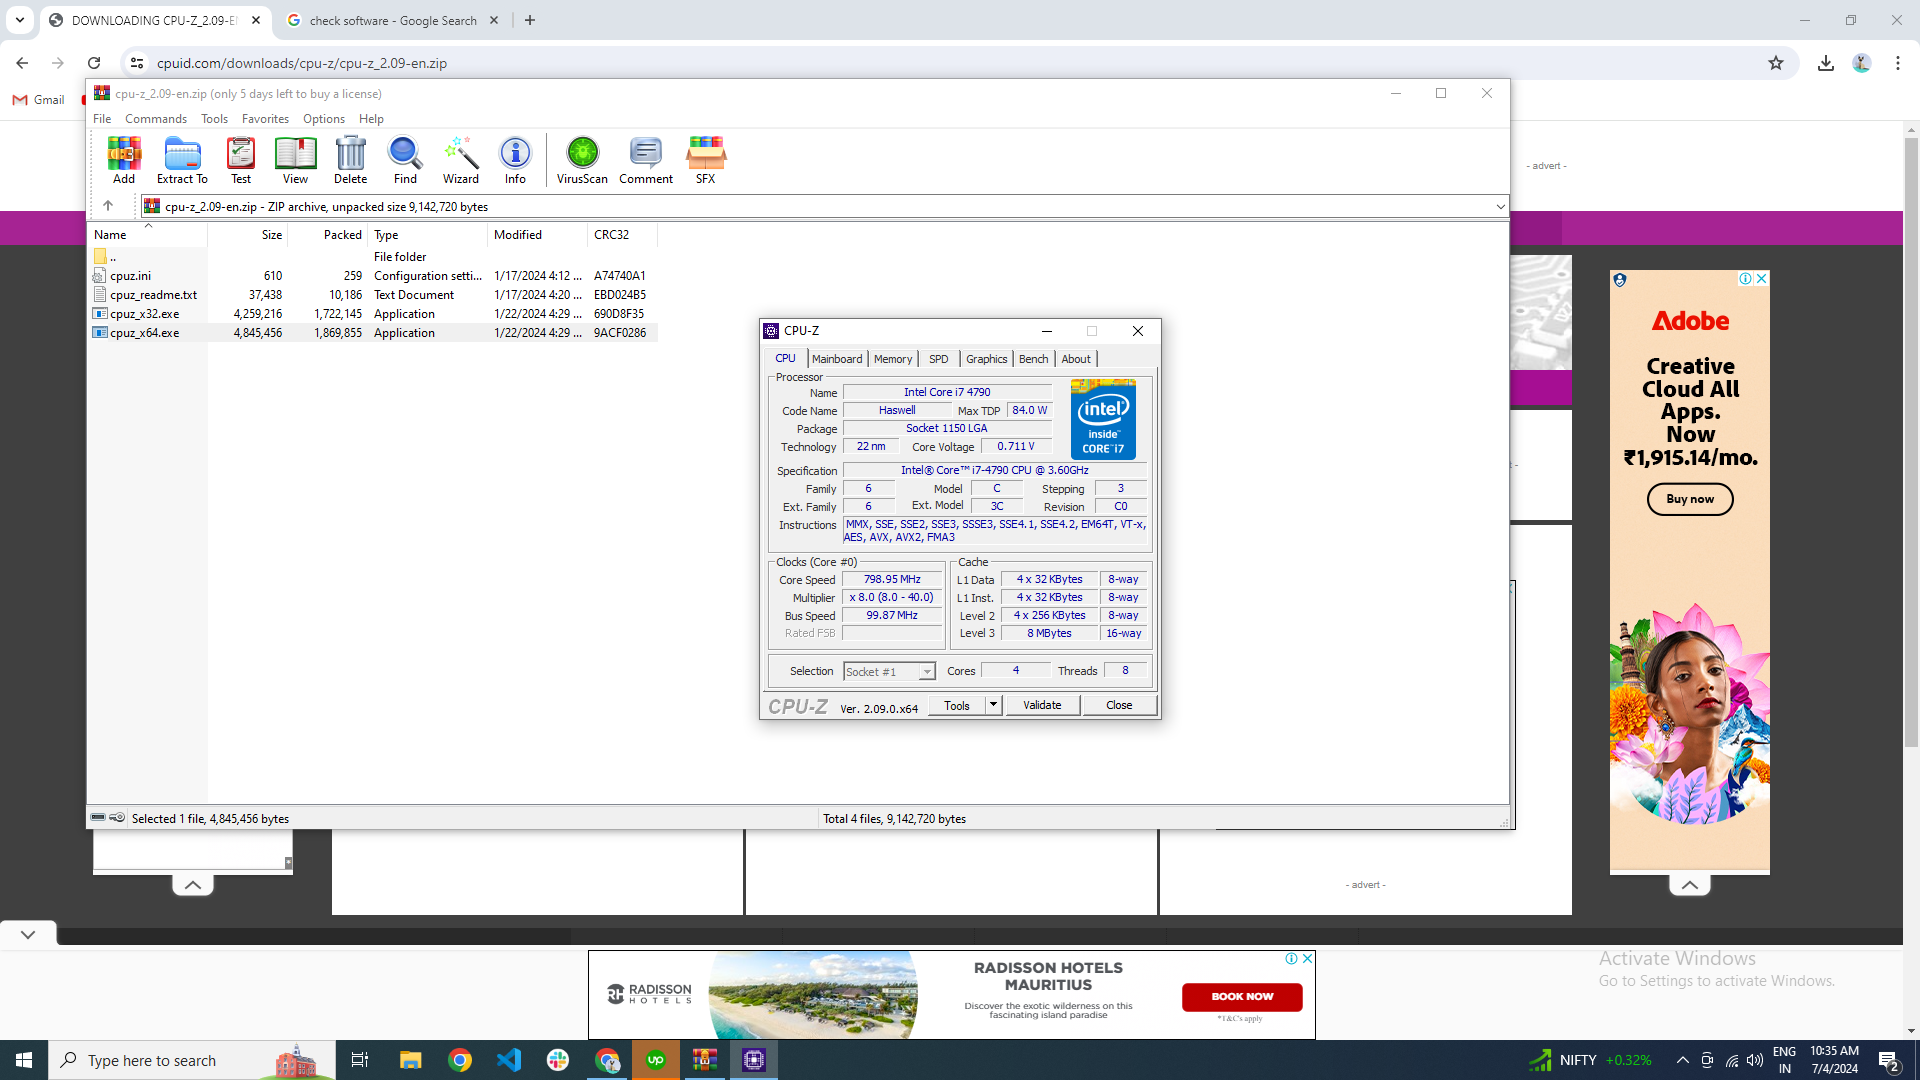 DOWNLOADING CPU-Z_2.09-EN
check software - Google Search
cpuid.com/downloads/cpu-z/cpu-z_2.09-en.zip
Gmail
cpu-z_2.09-en.zip (only 5 days left to buy a license)
File Commands Tools Favorites Options Help
Add Extract To Test View Delete Find Wizard Info VirusScan Comment SFX
cpu-z_2.09-en.zip - ZIP archive, unpacked size 9,142,720 bytes
Name Size Packed Type Modified CRC32
.. File folder
cpuz.ini 610 259 Configuration setti... 1/17/2024 4:12 ... A74740A1
cpuz_readme.txt 37,438 10,186 Text Document 1/17/2024 4:20 ... EBD024B5
cpuz_x32.exe 4,259,216 1,722,145 Application 1/22/2024 4:29 ... 690D8F35
cpuz_x64.exe 4,845,456 1,869,855 Application 1/22/2024 4:29 ... 9ACF0286
CPU-Z
CPU Mainboard Memory SPD Graphics Bench About
Processor
Name Intel Core i7 4790
Code Name Haswell Max TDP 84.0 W
Package Socket 1150 LGA
Technology 22 nm Core Voltage 0.711 V
intel
inside™
CORE™i7
Specification Intel® Core™ i7-4790 CPU @ 3.60GHz
Family 6 Model C Stepping 3
Ext. Family 6 Ext. Model 3C Revision C0
Instructions MMX, SSE, SSE2, SSE3, SSSE3, SSE4.1, SSE4.2, EM64T, VT-x,
AES, AVX, AVX2, FMA3
Clocks (Core #0)
Core Speed 798.95 MHz
Multiplier x 8.0 (8.0 - 40.0)
Bus Speed 99.87 MHz
Rated FSB
Cache
L1 Data 4 x 32 KBytes 8-way
L1 Inst. 4 x 32 KBytes 8-way
Level 2 4 x 256 KBytes 8-way
Level 3 8 MBytes 16-way
Selection Socket #1 Cores 4 Threads 8
CPU-Z Ver. 2.09.0.x64 Tools Validate Close
Selected 1 file, 4,845,456 bytes
Total 4 files, 9,142,720 bytes
- advert -
Adobe
Creative
Cloud All
Apps.
Now
₹1,915.14/mo.
Buy now
- advert -
RADISSON
HOTELS
RADISSON HOTELS
MAURITIUS
Discover the exotic wilderness on this
fascinating island paradise
BOOK NOW
*T&C's apply
Activate Windows
Go to Settings to activate Windows.
Type here to search
up
NIFTY +0.32%
ENG
IN
10:35 AM
7/4/2024
2